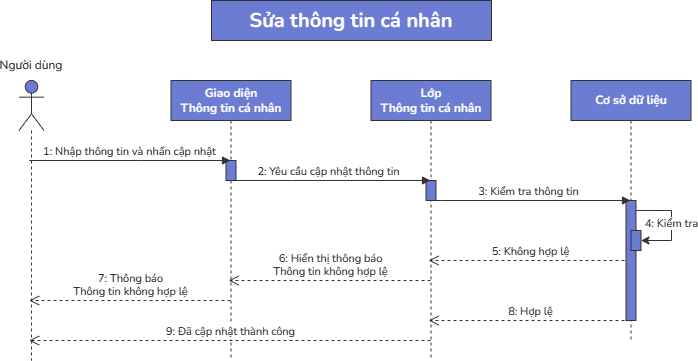 Sửa thông tin cá nhân
Người dùng
Giao diện
Thông tin cá nhân
Lớp
Thông tin cá nhân
Cơ sở dữ liệu
1: Nhập thông tin và nhấn cập nhật
2: Yêu cầu cập nhật thông tin
3: Kiểm tra thông tin
4: Kiểm tra
5: Không hợp lệ
6: Hiển thị thông báo
Thông tin không hợp lệ
7: Thông báo
Thông tin không hợp lệ
8: Hợp lệ
9: Đã cập nhật thành công